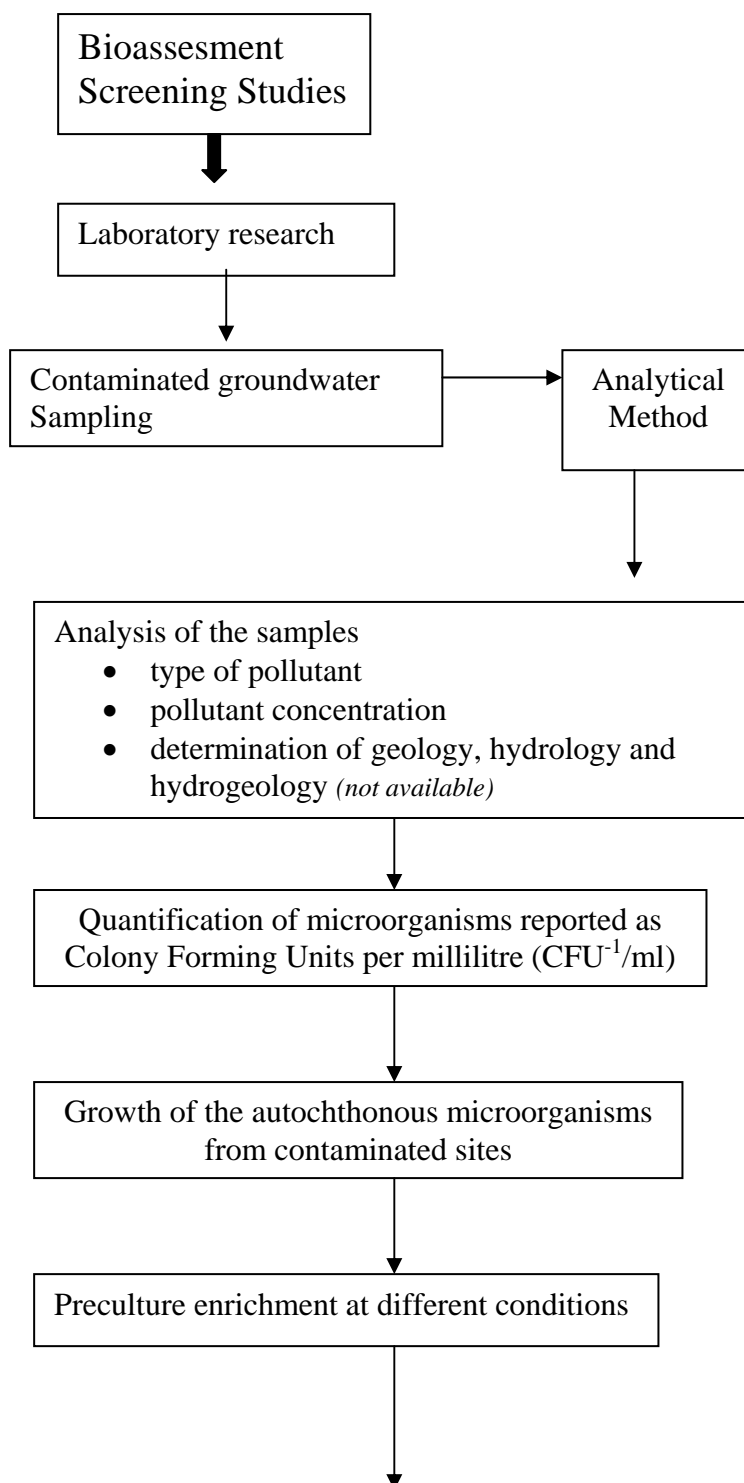 Bioassesment
Screening Studies
Laboratory research
Contaminated groundwater
Sampling
Analytical
Method
Analysis of the samples
• type of pollutant
• pollutant concentration
• determination of geology, hydrology and
hydrogeology (not available)
Quantification of microorganisms reported as
Colony Forming Units per millilitre (CFU⁻¹/ml)
Growth of the autochthonous microorganisms
from contaminated sites
Preculture enrichment at different conditions